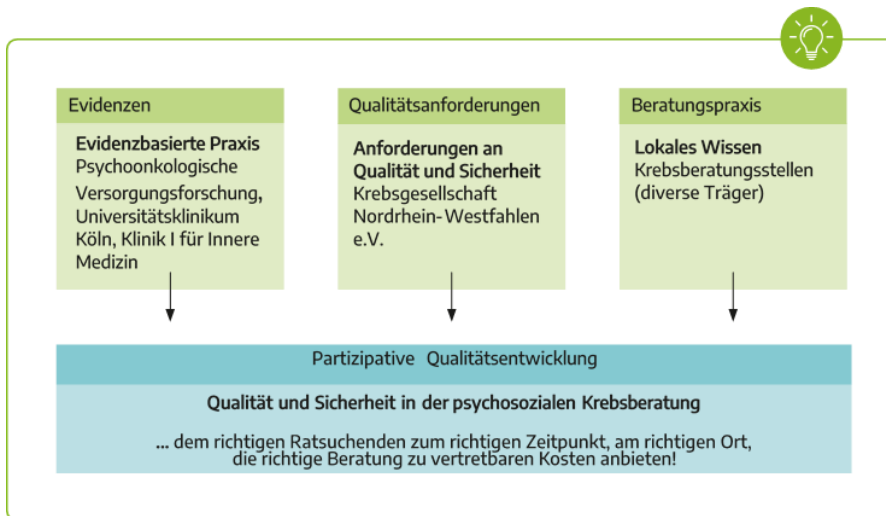 Evidenzen
Evidenzbasierte Praxis
Psychoonkologische
Versorgungsforschung,
Universitätsklinikum
Köln, Klinik I für Innere
Medizin
Qualitätsanforderungen
Anforderungen an
Qualität und Sicherheit
Krebsgesellschaft
Nordrhein-Westfahlen
e.V.
Beratungspraxis
Lokales Wissen
Krebsberatungsstellen
(diverse Träger)
Partizipative Qualitätsentwicklung
Qualität und Sicherheit in der psychosozialen Krebsberatung
... dem richtigen Ratsuchenden zum richtigen Zeitpunkt, am richtigen Ort,
die richtige Beratung zu vertretbaren Kosten anbieten!